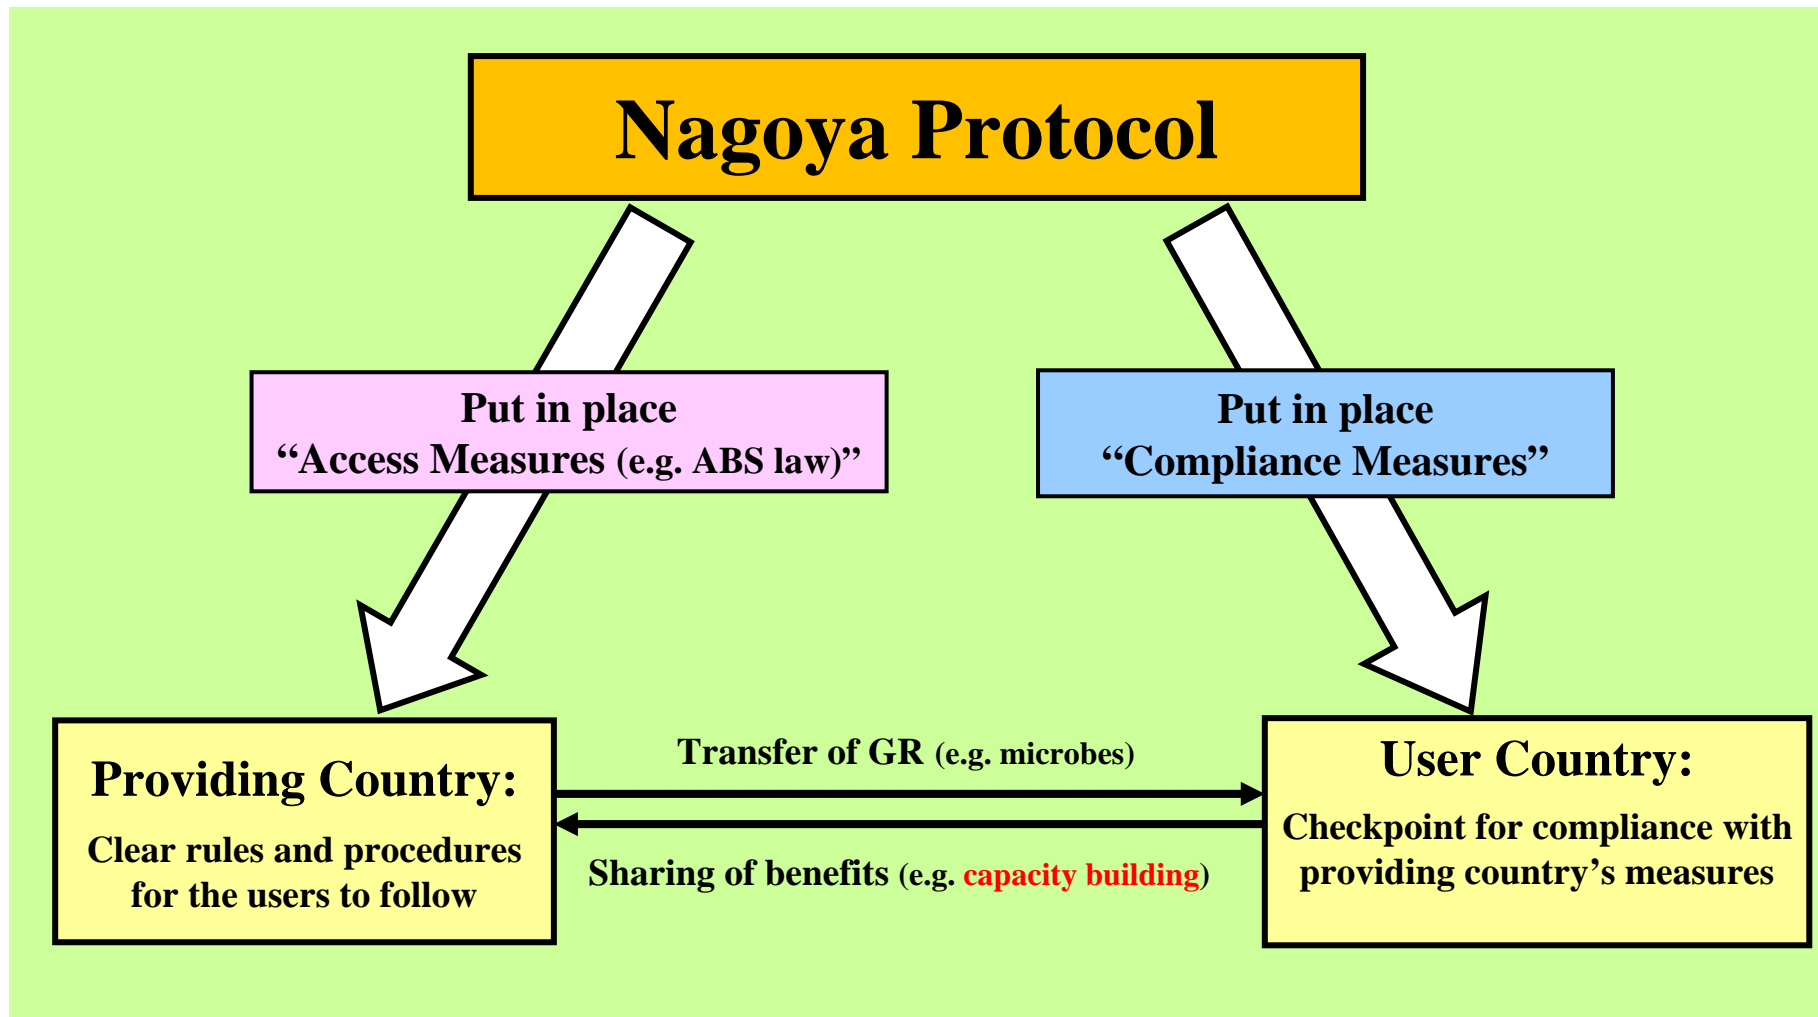 Nagoya Protocol
Put in place
“Access Measures (e.g. ABS law)”
Put in place
“Compliance Measures”
Providing Country:
Clear rules and procedures
for the users to follow
Transfer of GR (e.g. microbes)
Sharing of benefits (e.g. capacity building)
User Country:
Checkpoint for compliance with
providing country’s measures